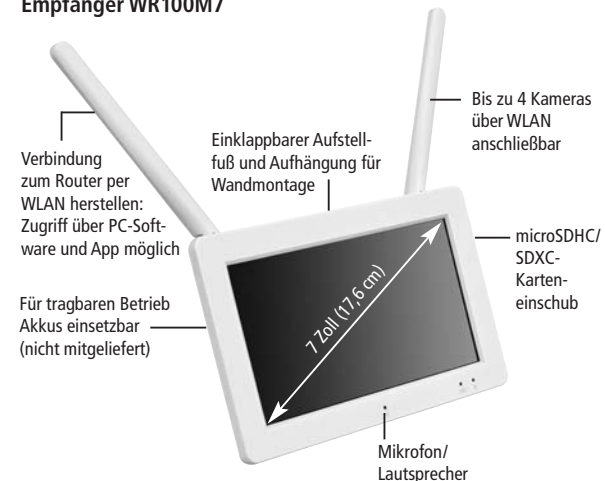 Empfänger WR100M7
Bis zu 4 Kameras
über WLAN
anschließbar
Einklappbarer Aufstell-
fuß und Aufhängung für
Wandmontage
Verbindung
zum Router per
WLAN herstellen:
Zugriff über PC-Soft-
ware und App möglich
microSDHC/
SDXC-
Karten-
einschub
Für tragbaren Betrieb
Akkus einsetzbar
(nicht mitgeliefert)
7 Zoll (17,6 cm)
Mikrofon/
Lautsprecher